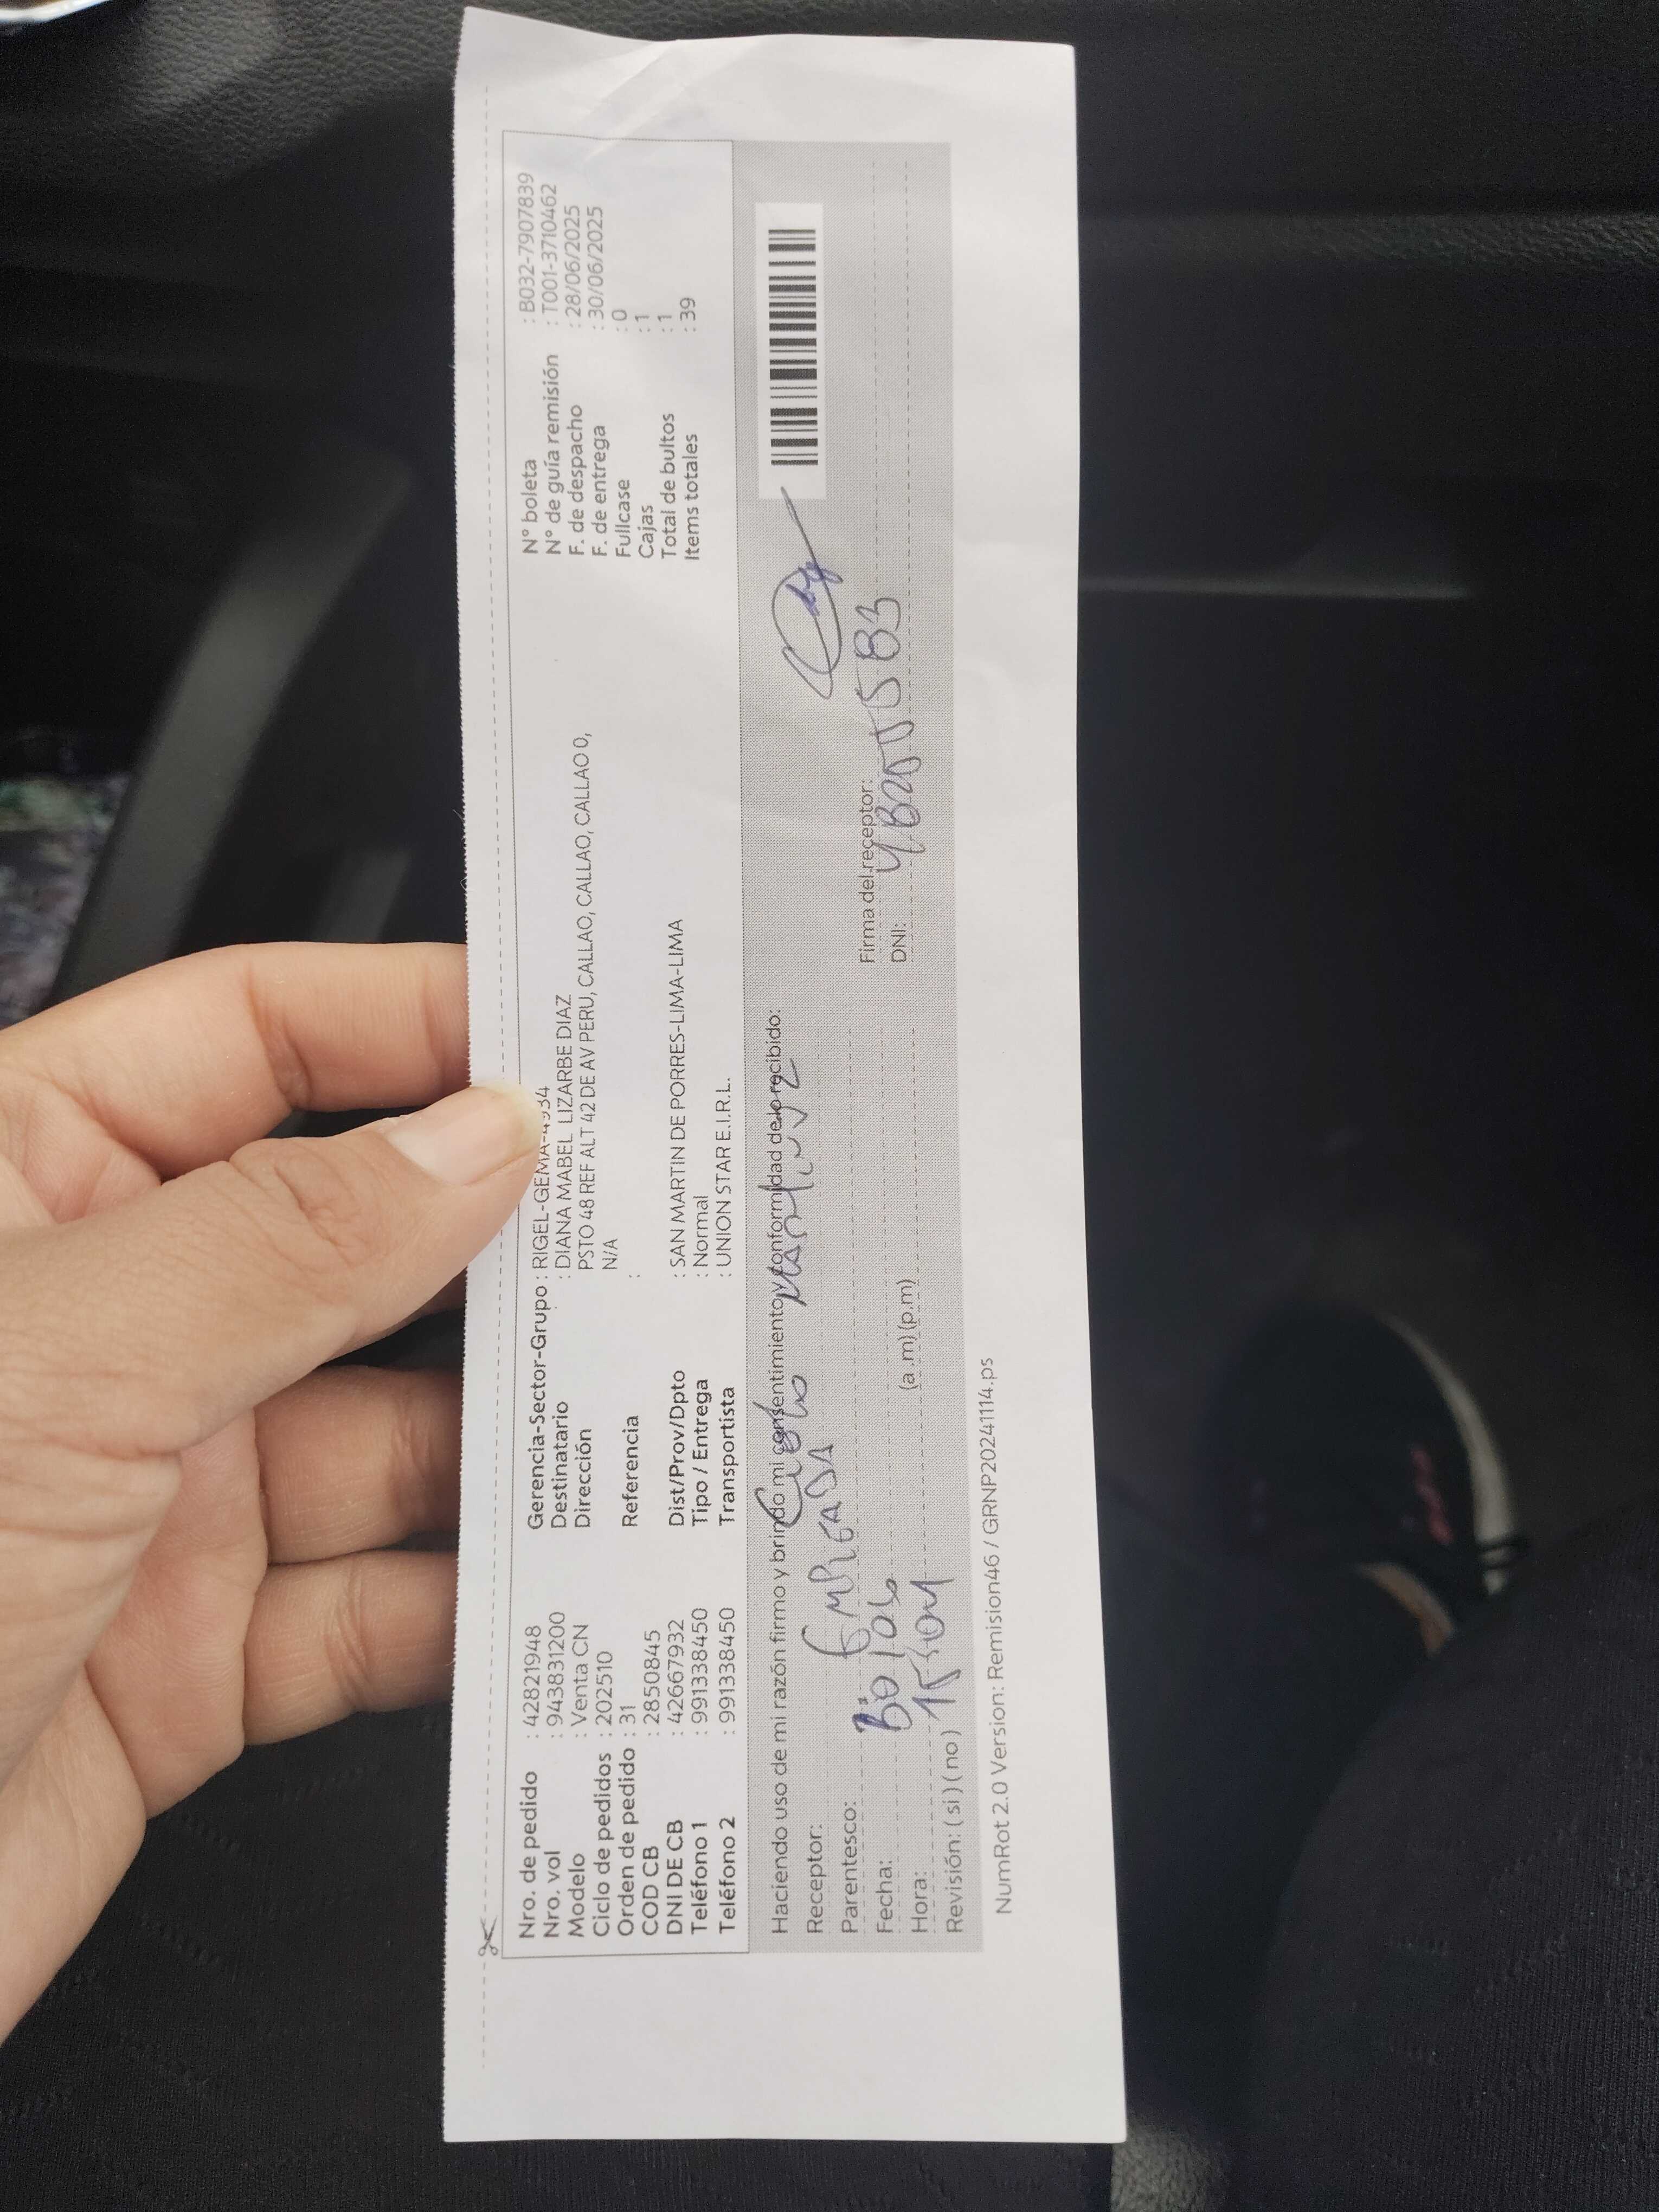 Nro. de pedido : 42821948
Nro. vol : 943831200
Modelo : Venta CN
Ciclo de pedidos : 202510
Orden de pedido : 31
COD CB : 2850845
DNI DE CB : 42667932
Teléfono 1 : 991338450
Teléfono 2 : 991338450
Gerencia-Sector-Grupo : RIGEL-GEMA-4934
Destinatario : DIANA MABEL LIZARBE DIAZ
Dirección PSTO 48 REF ALT 42 DE AV PERU, CALLAO, CALLAO, CALLAO 0,
N/A
Referencia :
Dist/Prov/Dpto : SAN MARTIN DE PORRES-LIMA-LIMA
Tipo / Entrega : Normal
Transportista : UNION STAR E.I.R.L.
N° boleta : B032-7907839
N° de guía remisión : T001-3710462
F. de despacho : 28/06/2025
F. de entrega : 30/06/2025
Fullcase : 0
Cajas : 1
Total de bultos : 1
Items totales : 39
Haciendo uso de mi razón firmo y brindo mi consentimiento y conformidad de lo recibido:
Receptor:
Parentesco:
Fecha: 30/06
Hora: (a.m) (p.m)
Revisión: ( si ) ( no )
Firma del receptor:
DNI:
NumRot 2.0 Version: Remision46 / GRNP20241114.ps